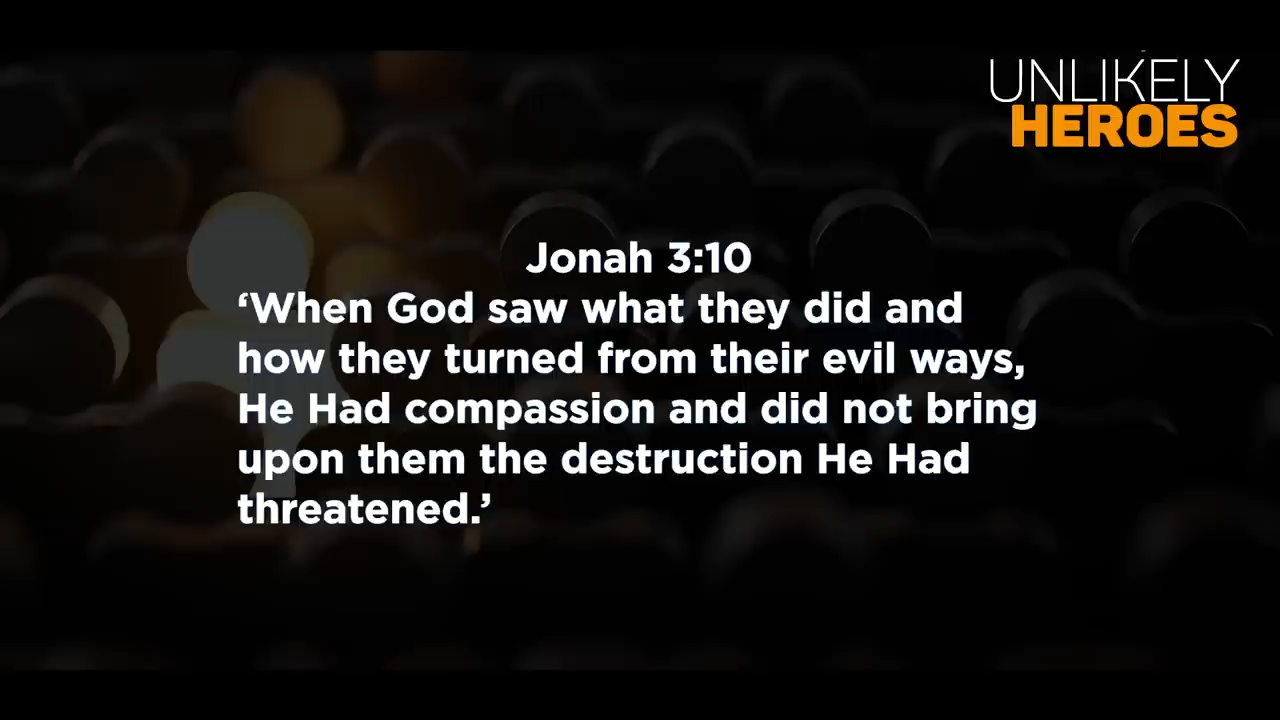 UNLIKELY
HEROES
Jonah 3:10
‘When God saw what they did and
how they turned from their evil ways,
He Had compassion and did not bring
upon them the destruction He Had
threatened.’